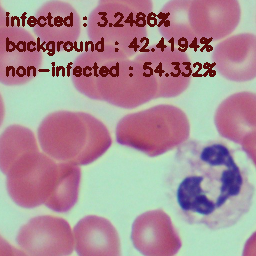 infected : 3.2486%
background : 42.4194%
non-infected : 54.332%